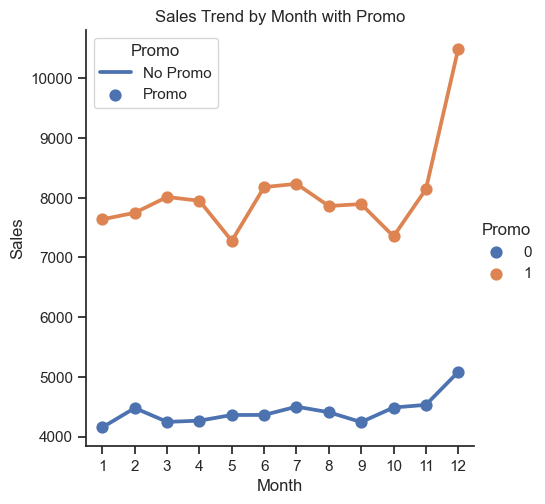 Sales Trend by Month with Promo
Promo
No Promo
Promo
10000
9000
8000
7000
6000
5000
4000
Sales
1 2 3 4 5 6 7 8 9 10 11 12
Month
Promo
0
1